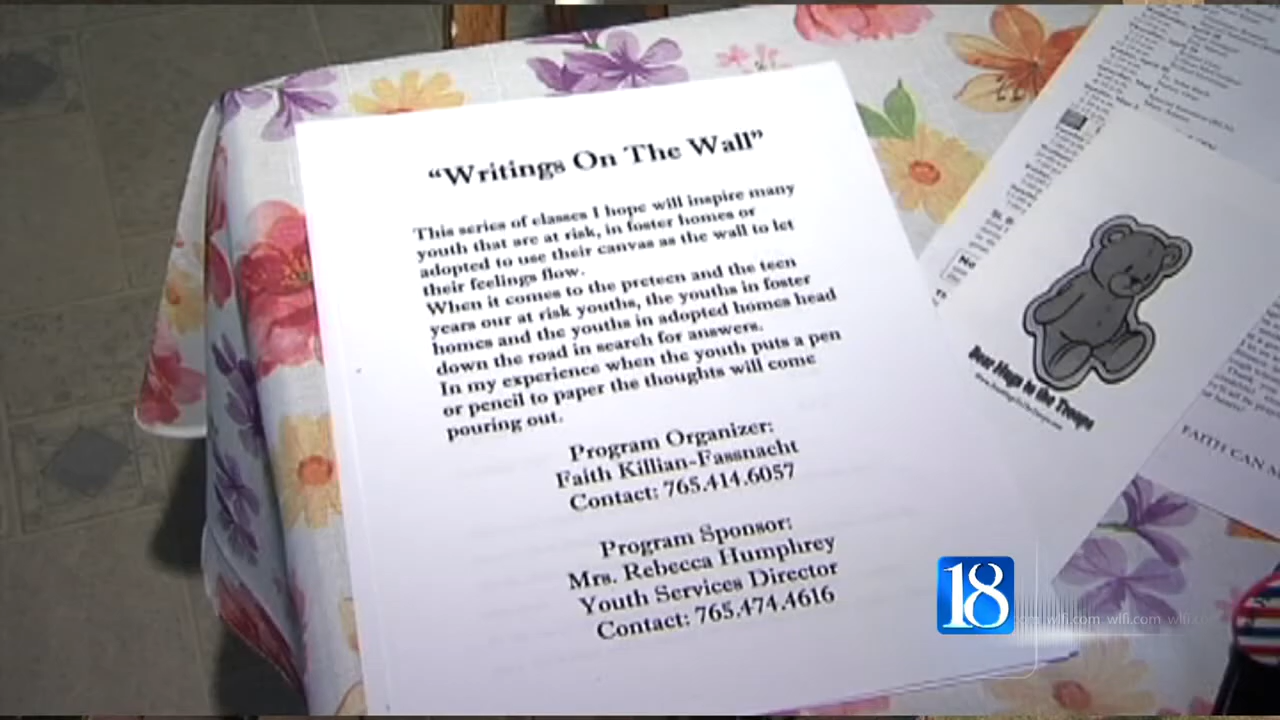 “Writings On The Wall”
This series of classes I hope will inspire many
youth that are at risk, in foster homes or
adopted to use their canvas as the wall to let
their feelings flow.
When it comes to the preteen and the teen
years our at risk youths, the youths in foster
homes and the youths in adopted homes head
down the road in search for answers.
In my experience when the youth puts a pen
or pencil to paper the thoughts will come
pouring out.
Program Organizer:
Faith Killian-Fassnacht
Contact: 765.414.6057
Program Sponsor:
Mrs. Rebecca Humphrey
Youth Services Director
Contact: 765.474.4616
Bear Hugs to the Troops
FAITH CAN
18
wlfi.com wlfi.com